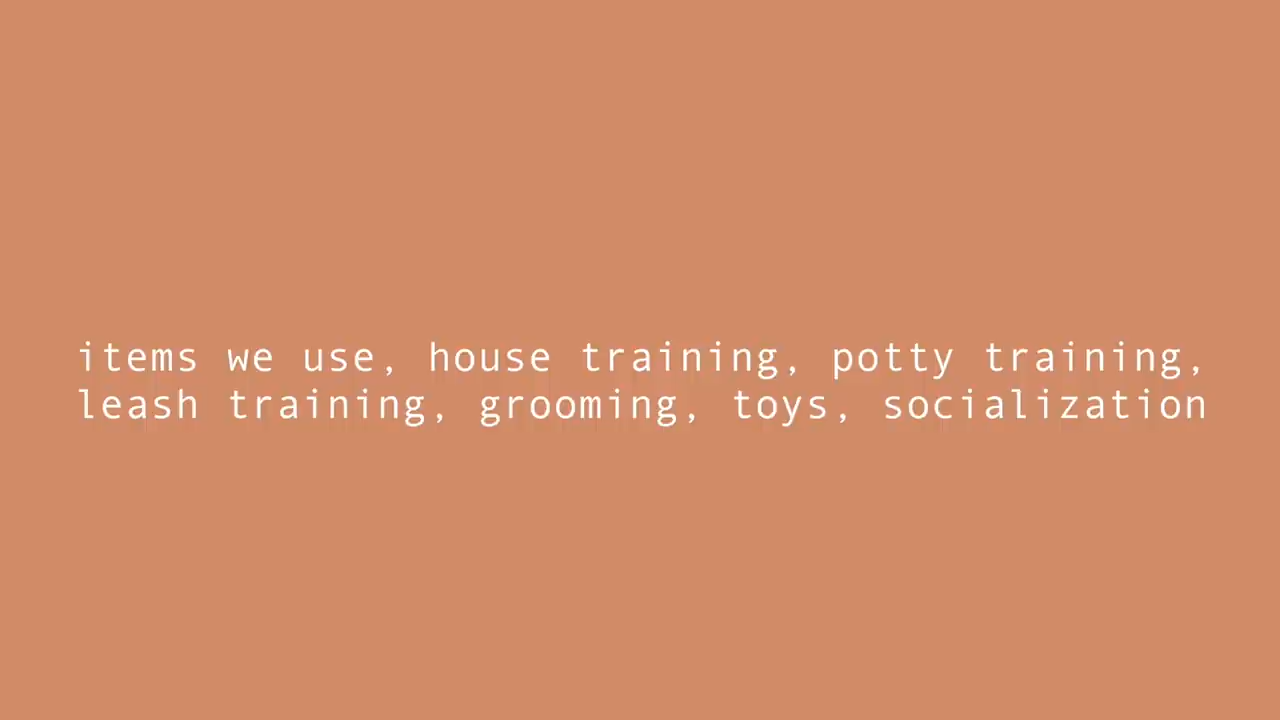 items we use, house training, potty training,
leash training, grooming, toys, socialization